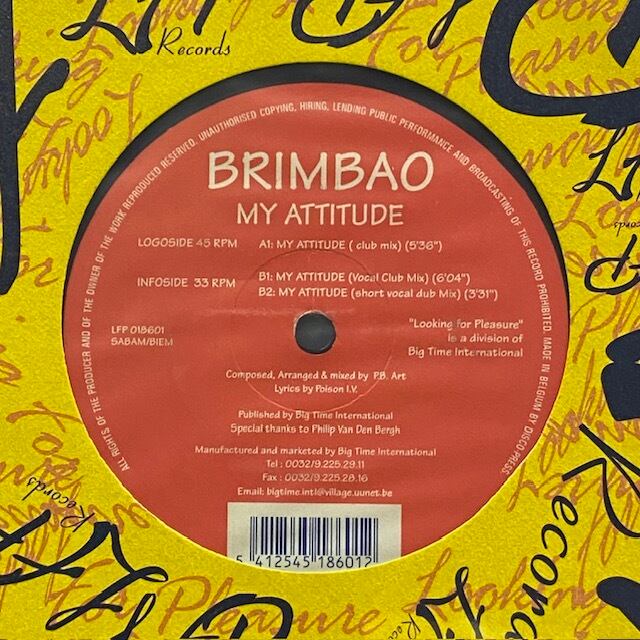 Records
ALL RIGHTS OF THE PRODUCER AND OF THE OWNER OF THE WORK REPRODUCED RESERVED. UNAUTHORISED COPYING, HIRING, LENDING PUBLIC PERFORMANCE AND BROADCASTING OF THIS RECORD PROHIBITED. MADE IN BELGIUM BY DISCO PRESS.
BRIMBAO
MY ATTITUDE
LOGOSIDE 45 RPM A1: MY ATTITUDE ( club mix) (5'36")
INFOSIDE 33 RPM B1: MY ATTITUDE (Vocal Club Mix) (6'04")
B2: MY ATTITUDE (short vocal dub Mix) (3'31")
LFP 018601
SABAM/BIEM
"Looking for Pleasure"
is a division of
Big Time International
Composed, Arranged & mixed by P.B. Art
Lyrics by Poison I.V.
Published by Big Time International
Special thanks to Philip Van Den Bergh
Manufactured and marketed by Big Time International
Tel : 0032/9.225.29.11
Fax : 0032/9.225.28.16
Email: bigtime.intl@village.uunet.be
5 412545 186012
Records
Records
for Pleasure Looking